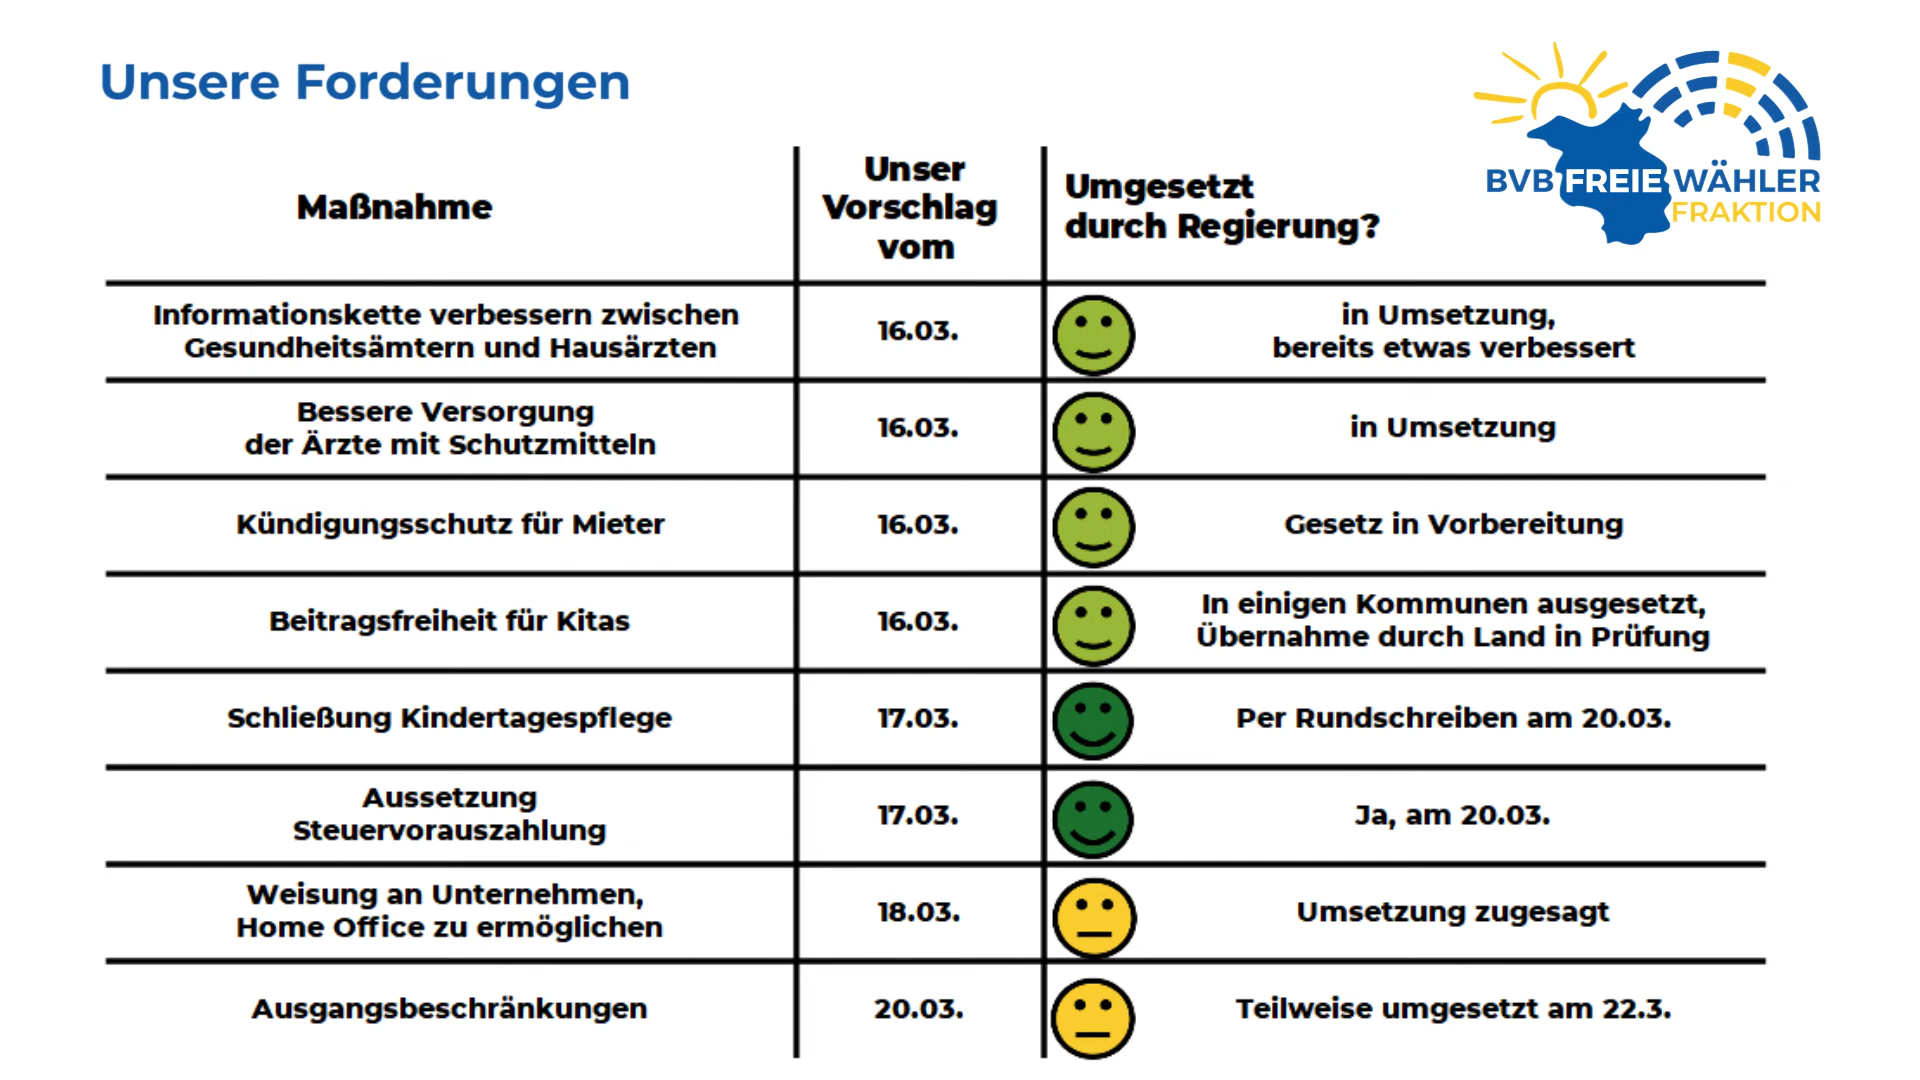 Unsere Forderungen
BVB FREIE WÄHLER
FRAKTION
Maßnahme
Unser
Vorschlag
vom
Umgesetzt
durch Regierung?
Informationskette verbessern zwischen
Gesundheitsämtern und Hausärzten
16.03.
in Umsetzung,
bereits etwas verbessert
Bessere Versorgung
der Ärzte mit Schutzmitteln
16.03.
in Umsetzung
Kündigungsschutz für Mieter
16.03.
Gesetz in Vorbereitung
Beitragsfreiheit für Kitas
16.03.
In einigen Kommunen ausgesetzt,
Übernahme durch Land in Prüfung
Schließung Kindertagespflege
17.03.
Per Rundschreiben am 20.03.
Aussetzung
Steuervorauszahlung
17.03.
Ja, am 20.03.
Weisung an Unternehmen,
Home Office zu ermöglichen
18.03.
Umsetzung zugesagt
Ausgangsbeschränkungen
20.03.
Teilweise umgesetzt am 22.3.